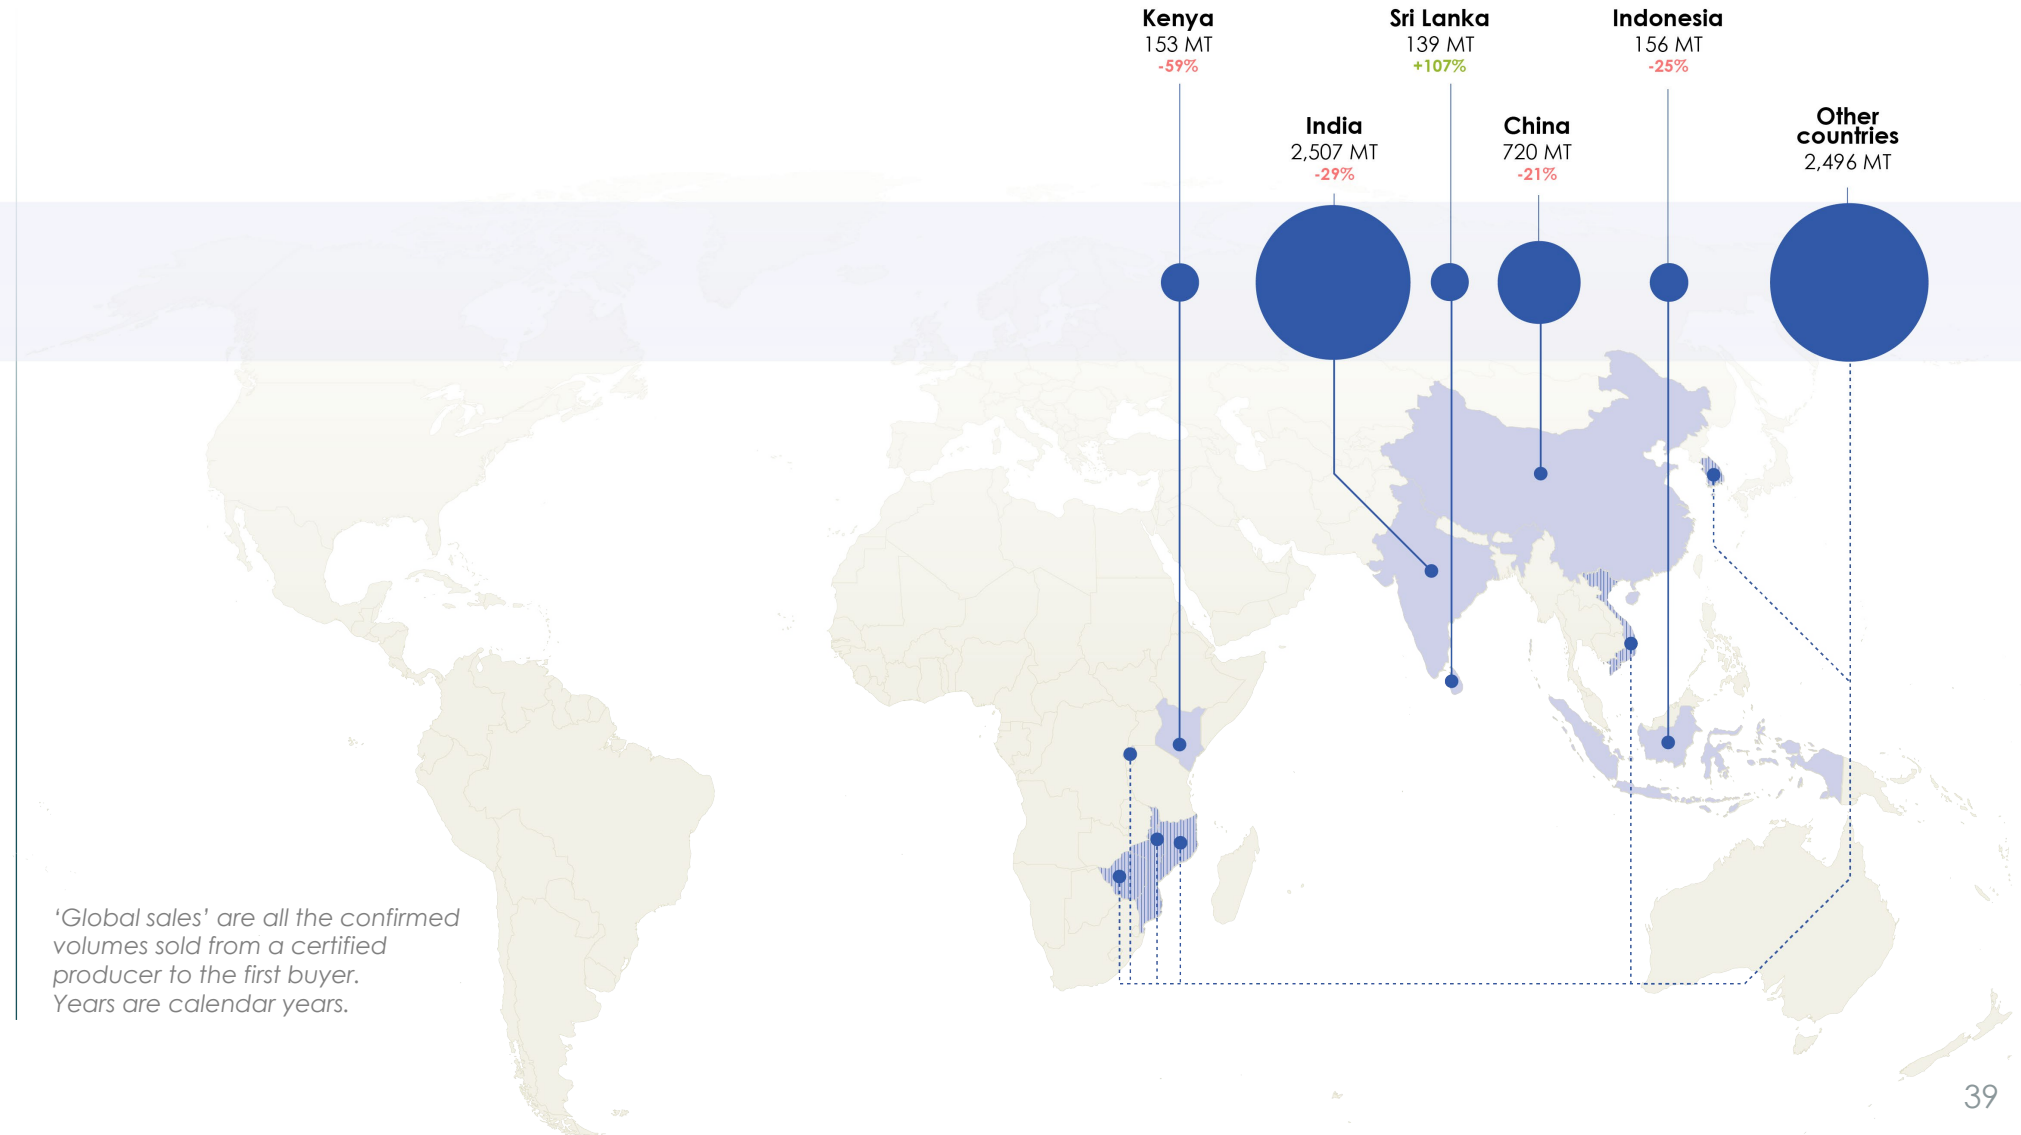 Kenya
153 MT
-59%
Sri Lanka
139 MT
+107%
Indonesia
156 MT
-25%
India
2,507 MT
-29%
China
720 MT
-21%
Other
countries
2,496 MT
‘Global sales’ are all the confirmed
volumes sold from a certified
producer to the first buyer.
Years are calendar years.
39